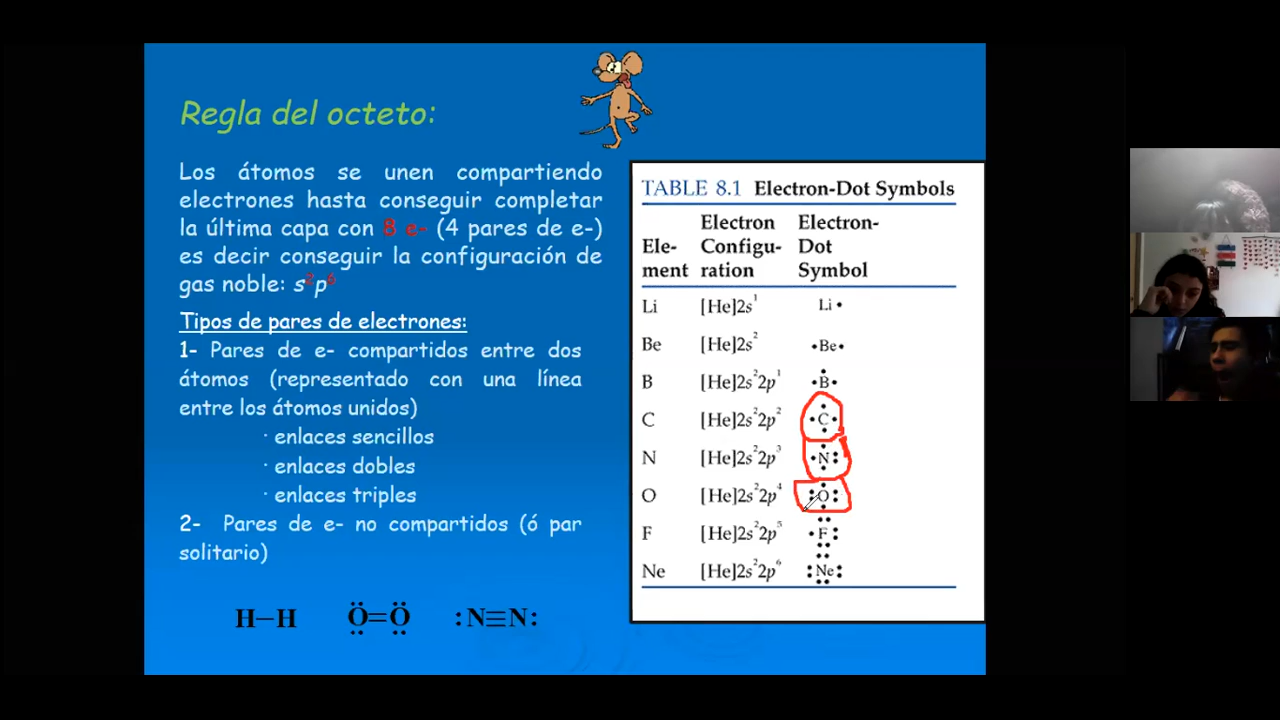 Regla del octeto:
Los átomos se unen compartiendo
electrones hasta conseguir completar
la última capa con 8 e- (4 pares de e-)
es decir conseguir la configuración de
gas noble: s²p⁶
Tipos de pares de electrones:
1- Pares de e- compartidos entre dos
átomos (representado con una línea
entre los átomos unidos)
· enlaces sencillos
· enlaces dobles
· enlaces triples
2- Pares de e- no compartidos (ó par
solitario)
H–H Ö=Ö :N≡N:
TABLE 8.1 Electron-Dot Symbols
Ele-
ment
Electron
Configu-
ration
Electron-
Dot
Symbol
Li [He]2s¹ Li•
Be [He]2s² •Be•
B [He]2s²2p¹ •B•
C [He]2s²2p² •C•
N [He]2s²2p³ •N:
O [He]2s²2p⁴ :O:
F [He]2s²2p⁵ •F:
Ne [He]2s²2p⁶ :Ne: